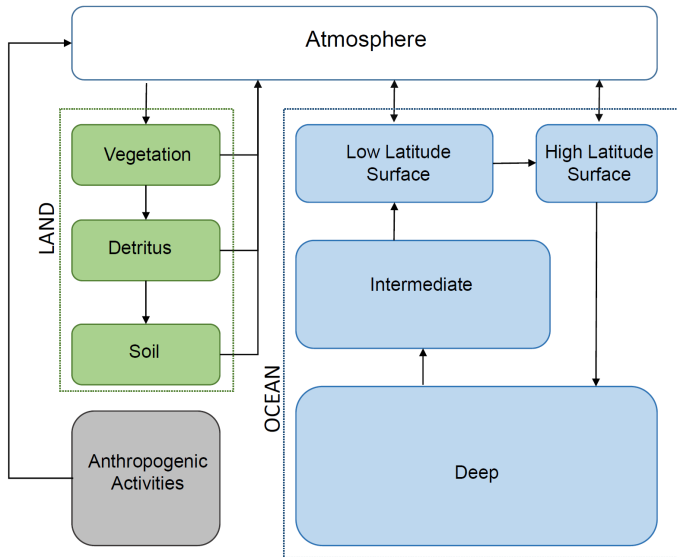 Atmosphere
LAND
Vegetation
Detritus
Soil
Anthropogenic
Activities
OCEAN
Low Latitude
Surface
High Latitude
Surface
Intermediate
Deep